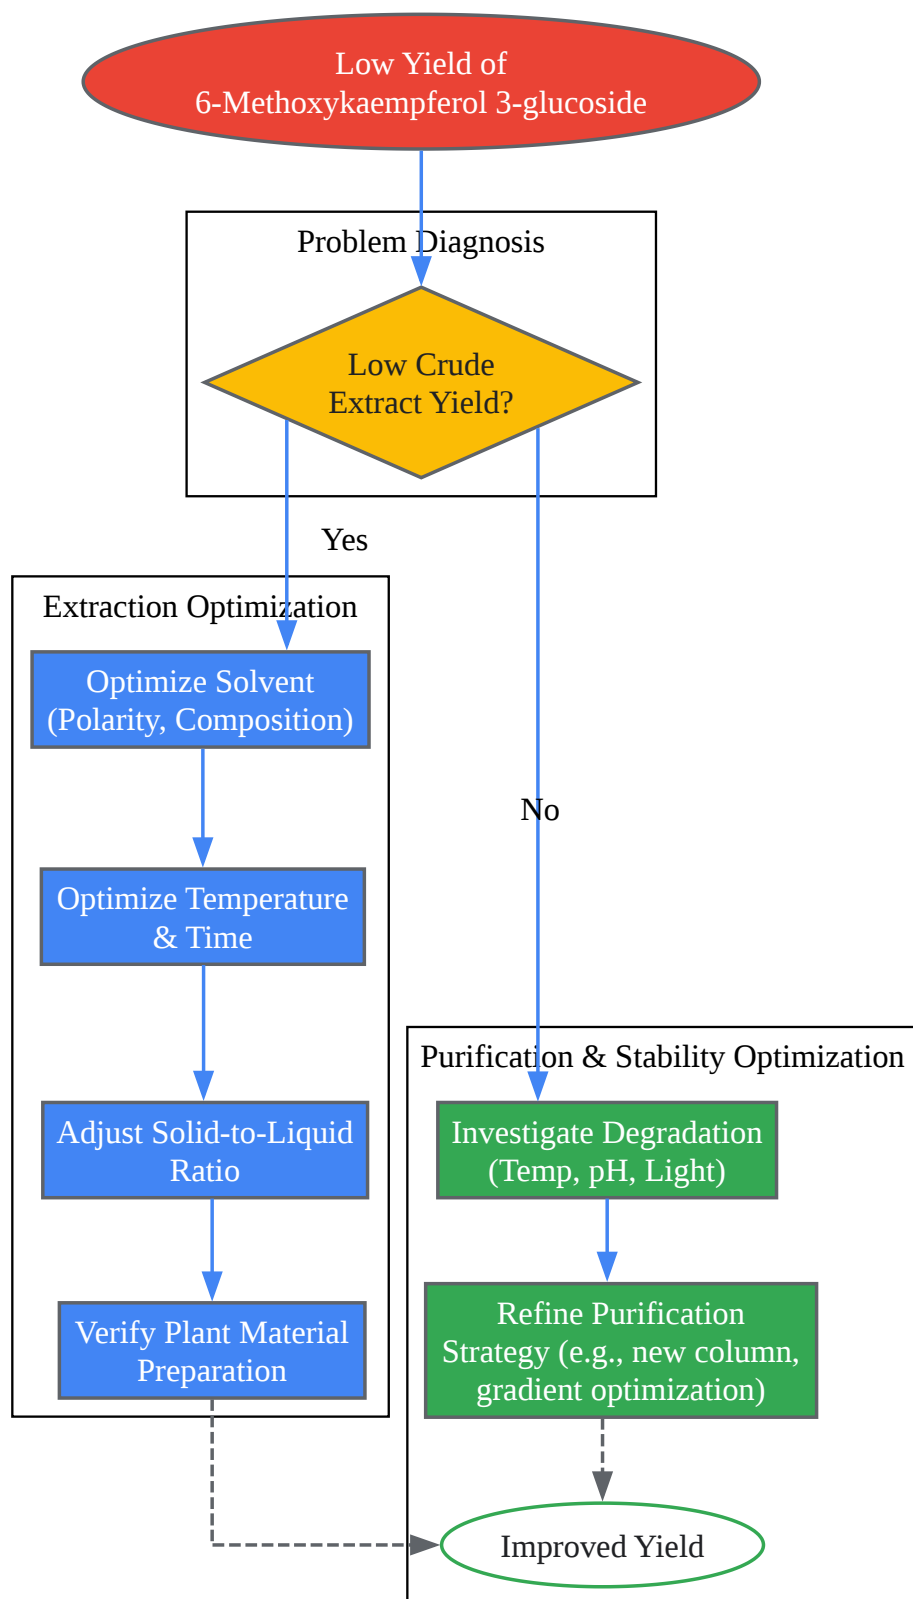 Low Yield of
6-Methoxykaempferol 3-glucoside
Problem Diagnosis
Low Crude
Extract Yield?
Yes
Extraction Optimization
Optimize Solvent
(Polarity, Composition)
No
Optimize Temperature
& Time
Adjust Solid-to-Liquid
Ratio
Verify Plant Material
Preparation
Purification & Stability Optimization
Investigate Degradation
(Temp, pH, Light)
Refine Purification
Strategy (e.g., new column,
gradient optimization)
Improved Yield